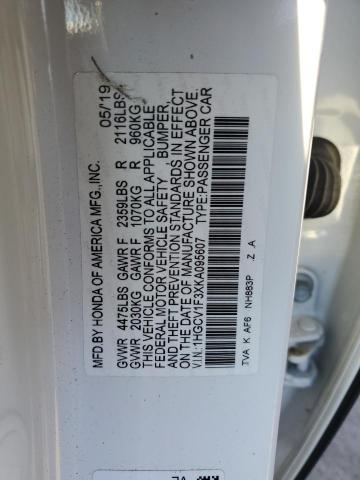 MFD.BY HONDA OF AMERICA MFG.,INC. 05/19
GVWR 4475LBS GAWR F 2359LBS R 2116LBS
GVWR 2030KG GAWR F 1070KG R 960KG
THIS VEHICLE CONFORMS TO ALL APPLICABLE
FEDERAL MOTOR VEHICLE SAFETY, BUMPER,
AND THEFT PREVENTION STANDARDS IN EFFECT
ON THE DATE OF MANUFACTURE SHOWN ABOVE.
V.I.N.:1HGCV1F3XKA095607 TYPE:PASSENGER CAR
TVA K AF6 NH883P .Z .A